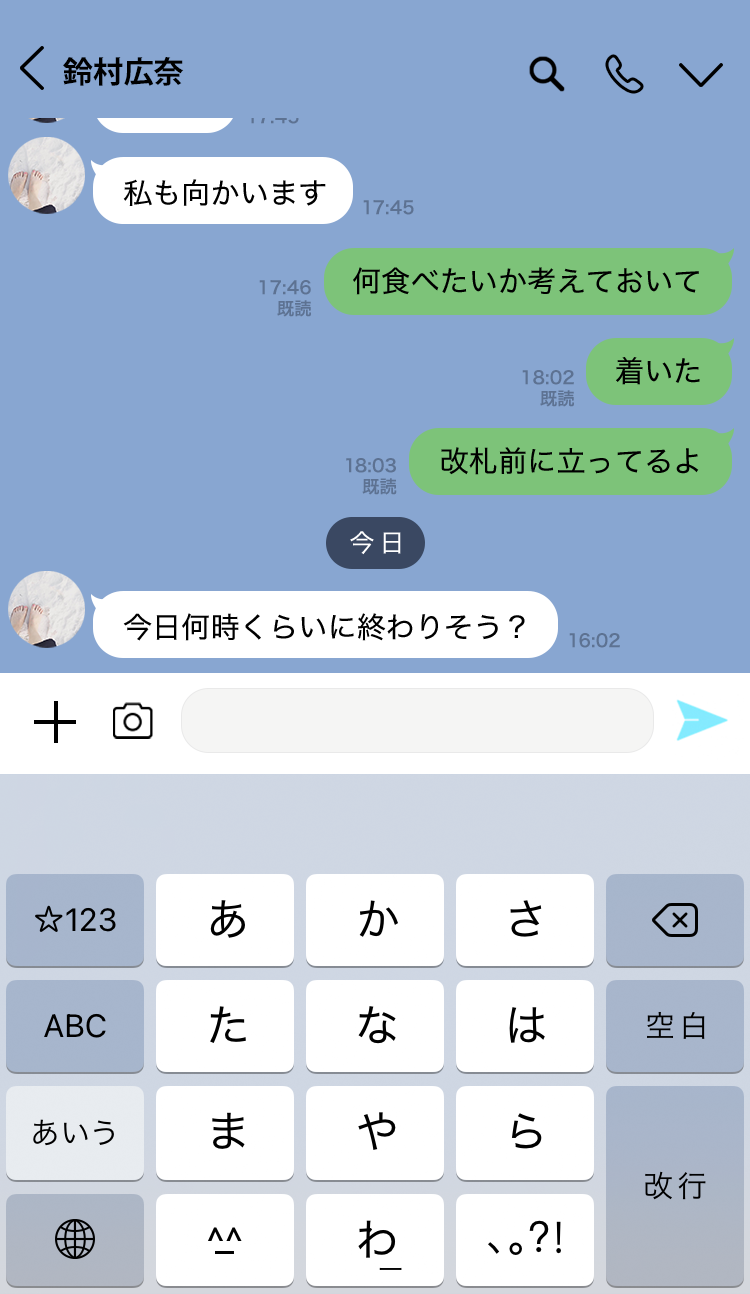 鈴村広奈
17:45
私も向かいます
17:45
何食べたいか考えておいて
17:46
既読
着いた
18:02
既読
改札前に立ってるよ
18:03
既読
今日
今日何時くらいに終わりそう？
16:02
☆123
あ
か
さ
ABC
た
な
は
空白
あいう
ま
や
ら
改行
^_^
わ_
、。?!